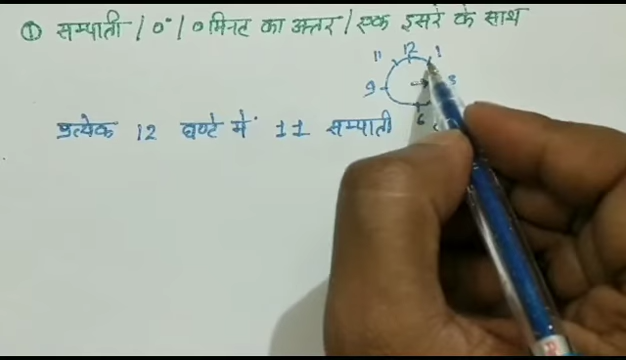 ① सम्पाती / 0° / 0 मिनट का अन्तर / एक दूसरे के साथ
11 12 1
9 3
6
प्रत्येक 12 घण्टे में 11 सम्पाती